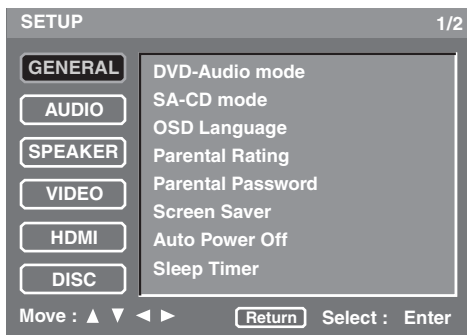 SETUP 1/2
GENERAL
AUDIO
SPEAKER
VIDEO
HDMI
DISC
DVD-Audio mode
SA-CD mode
OSD Language
Parental Rating
Parental Password
Screen Saver
Auto Power Off
Sleep Timer
Move : ▲ ▼ ◄ ► Return Select : Enter